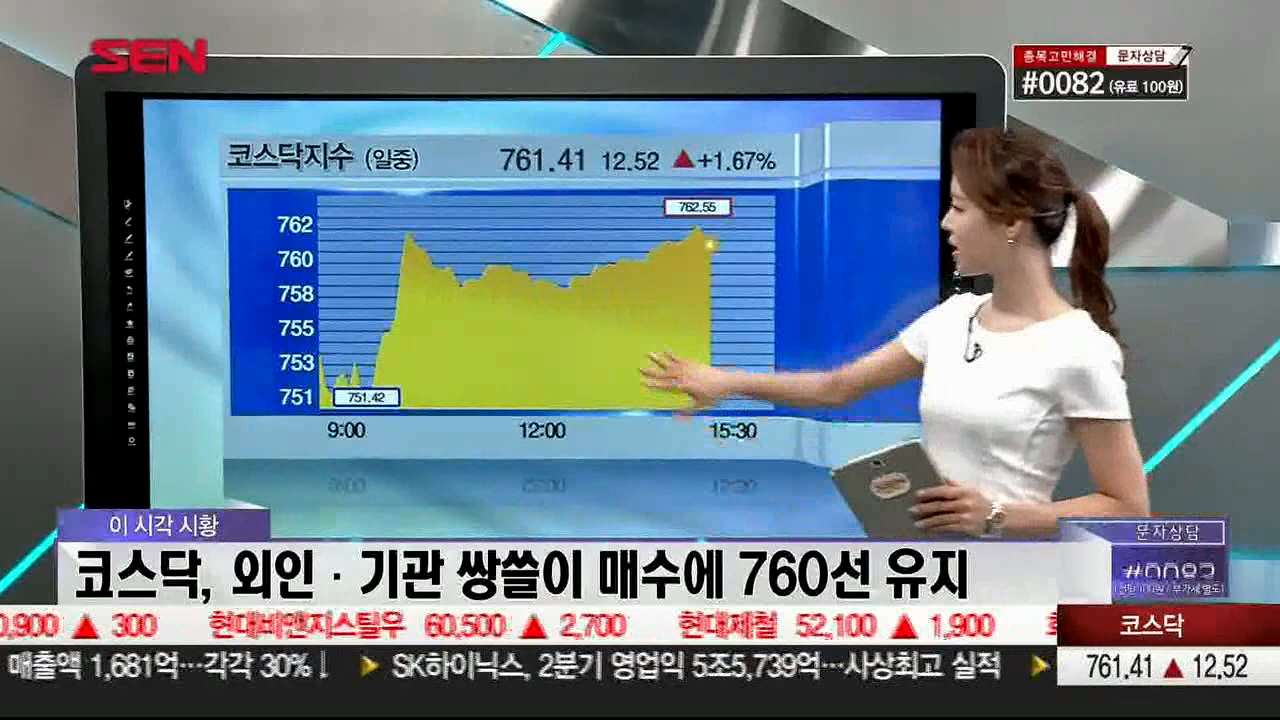 SEN
종목고민해결 문자상담
#0082 (유료 100원)
코스닥지수 (일중) 761.41 12.52 ▲+1.67%
762.55
762
760
758
755
753
751
751.42
9:00 12:00 15:30
이 시각 시황
문자상담
코스닥, 외인·기관 쌍쓸이 매수에 760선 유지
#0082
0,900 ▲ 300 현대비앤지스틸우 60,500 ▲ 2,700 현대제철 52,100 ▲ 1,900
코스닥
매출액 1,681억…각각 30%↓ ▶ SK하이닉스, 2분기 영업익 5조5,739억…사상최고 실적 ▶
761.41 ▲ 12.52